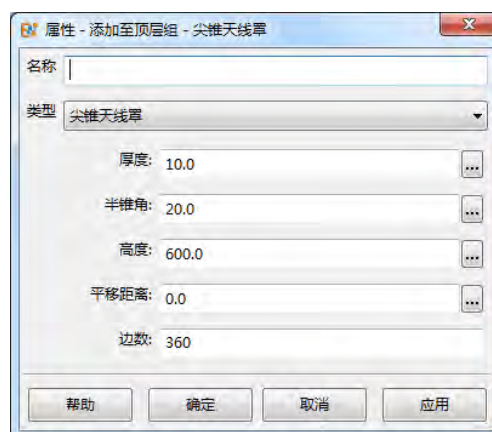 属性 - 添加至顶层组 - 尖锥天线罩
名称
类型 尖锥天线罩
厚度: 10.0 ...
半锥角: 20.0 ...
高度: 600.0 ...
平移距离: 0.0 ...
边数: 360
帮助 确定 取消 应用